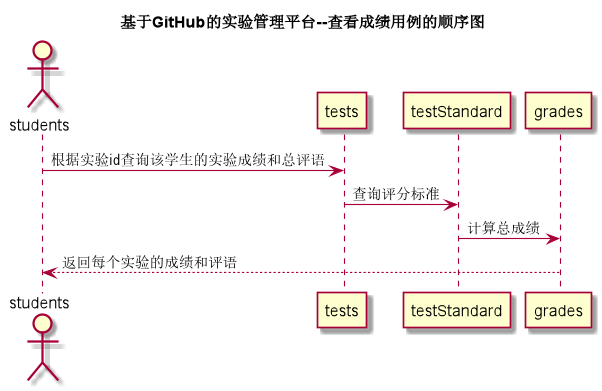 基于GitHub的实验管理平台--查看成绩用例的顺序图
students
tests
testStandard
grades
根据实验id查询该学生的实验成绩和总评语
查询评分标准
计算总成绩
返回每个实验的成绩和评语
students
tests
testStandard
grades